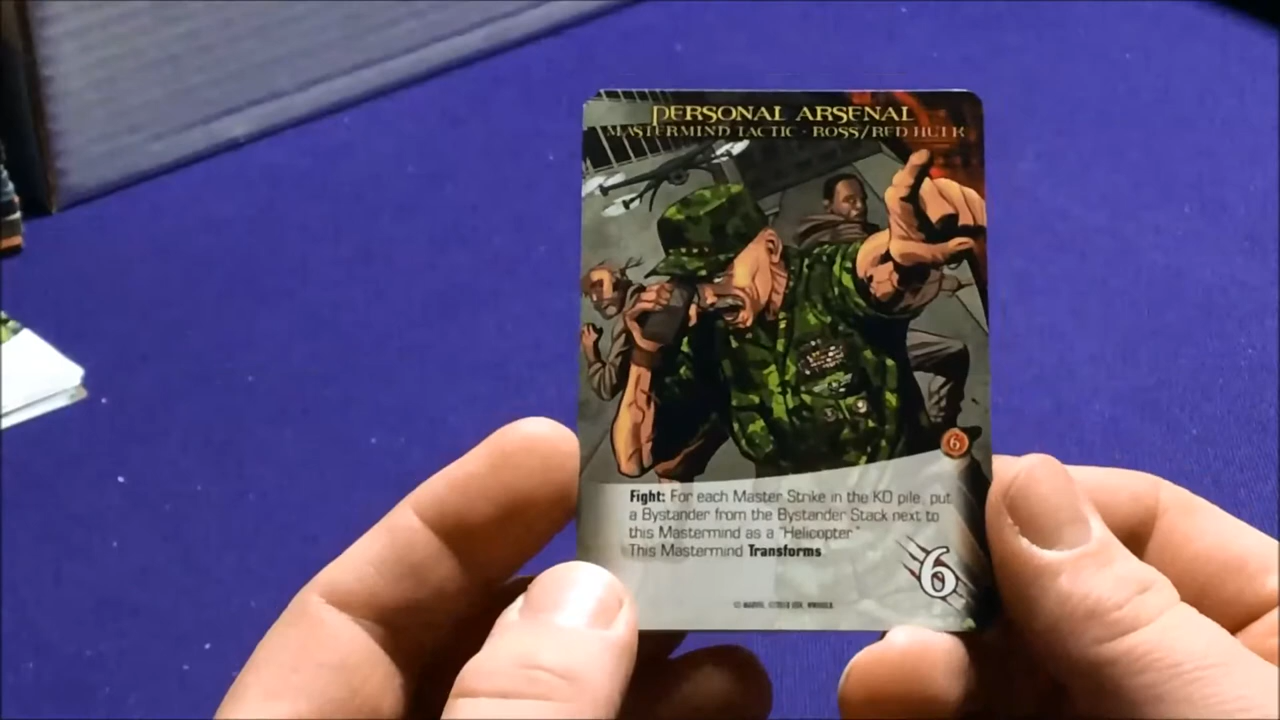 PERSONAL ARSENAL
MASTERMIND TACTIC - ROSS/RED HULK
6
Fight: For each Master Strike in the KO pile, put
a Bystander from the Bystander Stack next to
this Mastermind as a "Helicopter."
This Mastermind Transforms.
6